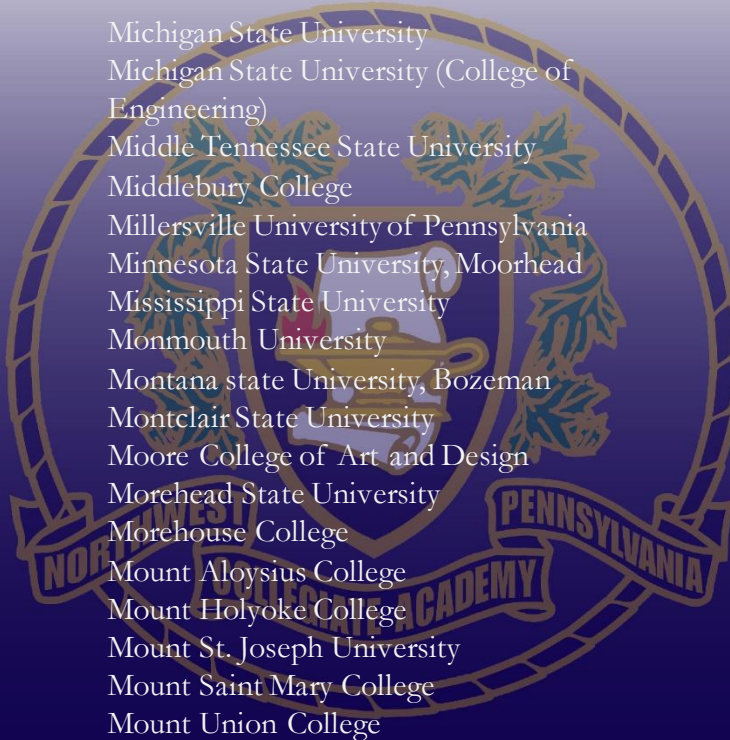 Michigan State University
Michigan State University (College of
Engineering)
Middle Tennessee State University
Middlebury College
Millersville University of Pennsylvania
Minnesota State University, Moorhead
Mississippi State University
Monmouth University
Montana state University, Bozeman
Montclair State University
Moore College of Art and Design
Morehead State University
Morehouse College
Mount Aloysius College
Mount Holyoke College
Mount St. Joseph University
Mount Saint Mary College
Mount Union College
NORTHWEST
PENNSYLVANIA
COLLEGIATE ACADEMY